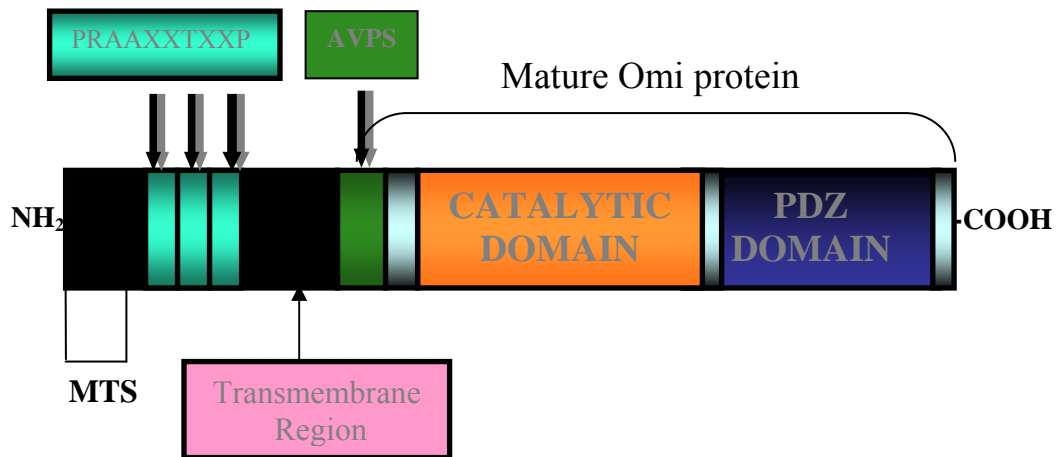 PRAAXXTXXP
AVPS
Mature Omi protein
NH2
CATALYTIC
DOMAIN
PDZ
DOMAIN
-COOH
MTS
Transmembrane
Region